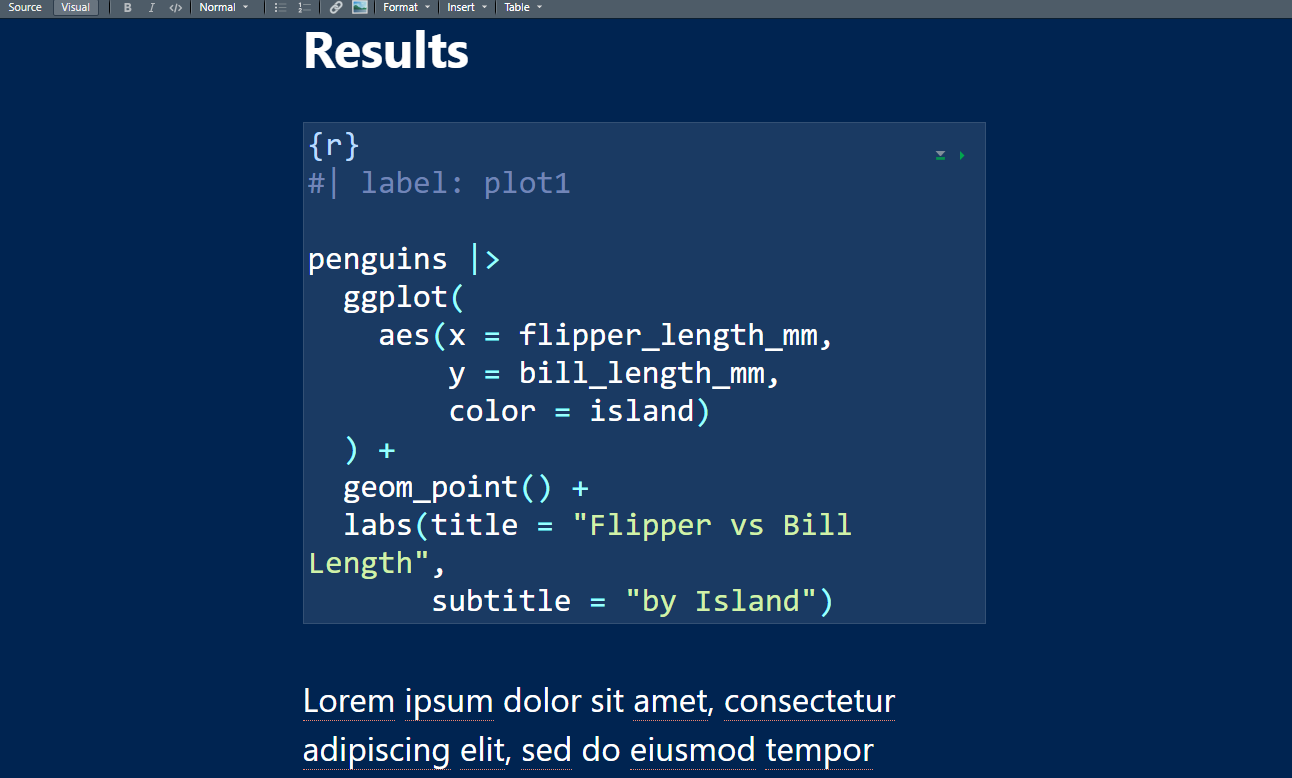 Source Visual B I </> Normal Format Insert Table
Results
{r}
#| label: plot1
penguins |>
  ggplot(
    aes(x = flipper_length_mm,
        y = bill_length_mm,
        color = island)
  ) +
  geom_point() +
  labs(title = "Flipper vs Bill
Length",
       subtitle = "by Island")
Lorem ipsum dolor sit amet, consectetur
adipiscing elit, sed do eiusmod tempor